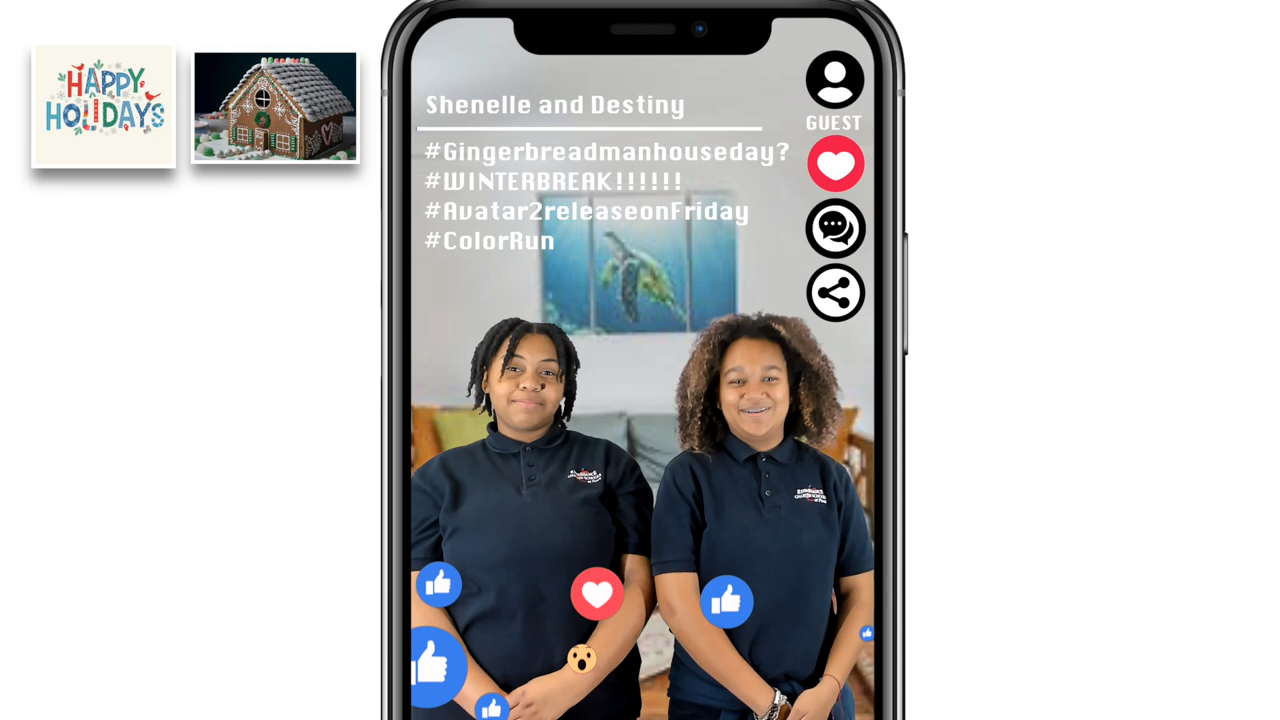 HAPPY
HOLIDAYS
Shenelle and Destiny
GUEST
#Gingerbreadmanhouseday?
#WINTERBREAK!!!!!!
#Avatar2releaseonFriday
#ColorRun